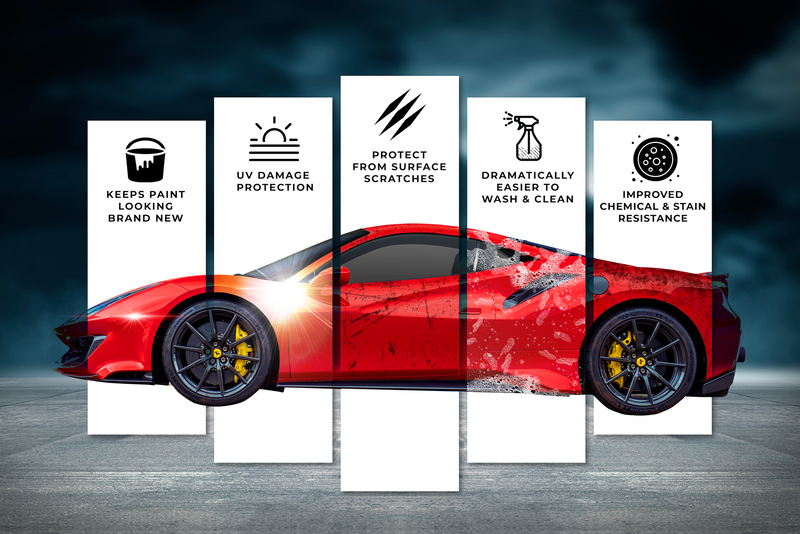 KEEPS PAINT
LOOKING
BRAND NEW
UV DAMAGE
PROTECTION
PROTECT
FROM SURFACE
SCRATCHES
DRAMATICALLY
EASIER TO
WASH & CLEAN
IMPROVED
CHEMICAL & STAIN
RESISTANCE